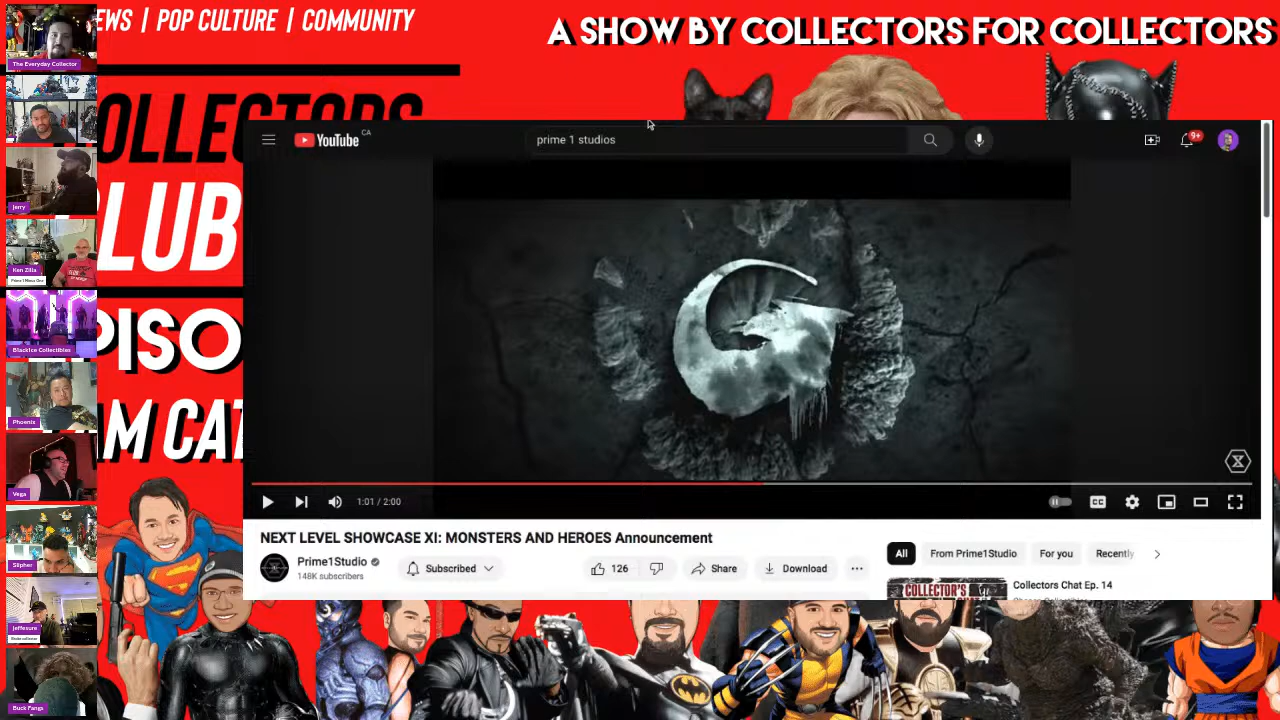 EWS | POP CULTURE | COMMUNITY
A SHOW BY COLLECTORS FOR COLLECTORS
OLLECTORS
LUB
PISO
AM CAT
The Everyday Collector
Jerry
Ken Zilla
BlackIce Collectibles
Phoenix
Vega
Slipher
Jeffesure
Buck Fangs
YouTube CA
prime 1 studios
9+
1:01 / 2:00
CC
NEXT LEVEL SHOWCASE XI: MONSTERS AND HEROES Announcement
Prime1Studio
148K subscribers
Subscribed
126
Share
Download
All
From Prime1Studio
For you
Recently
COLLECTOR'S
Collectors Chat Ep. 14